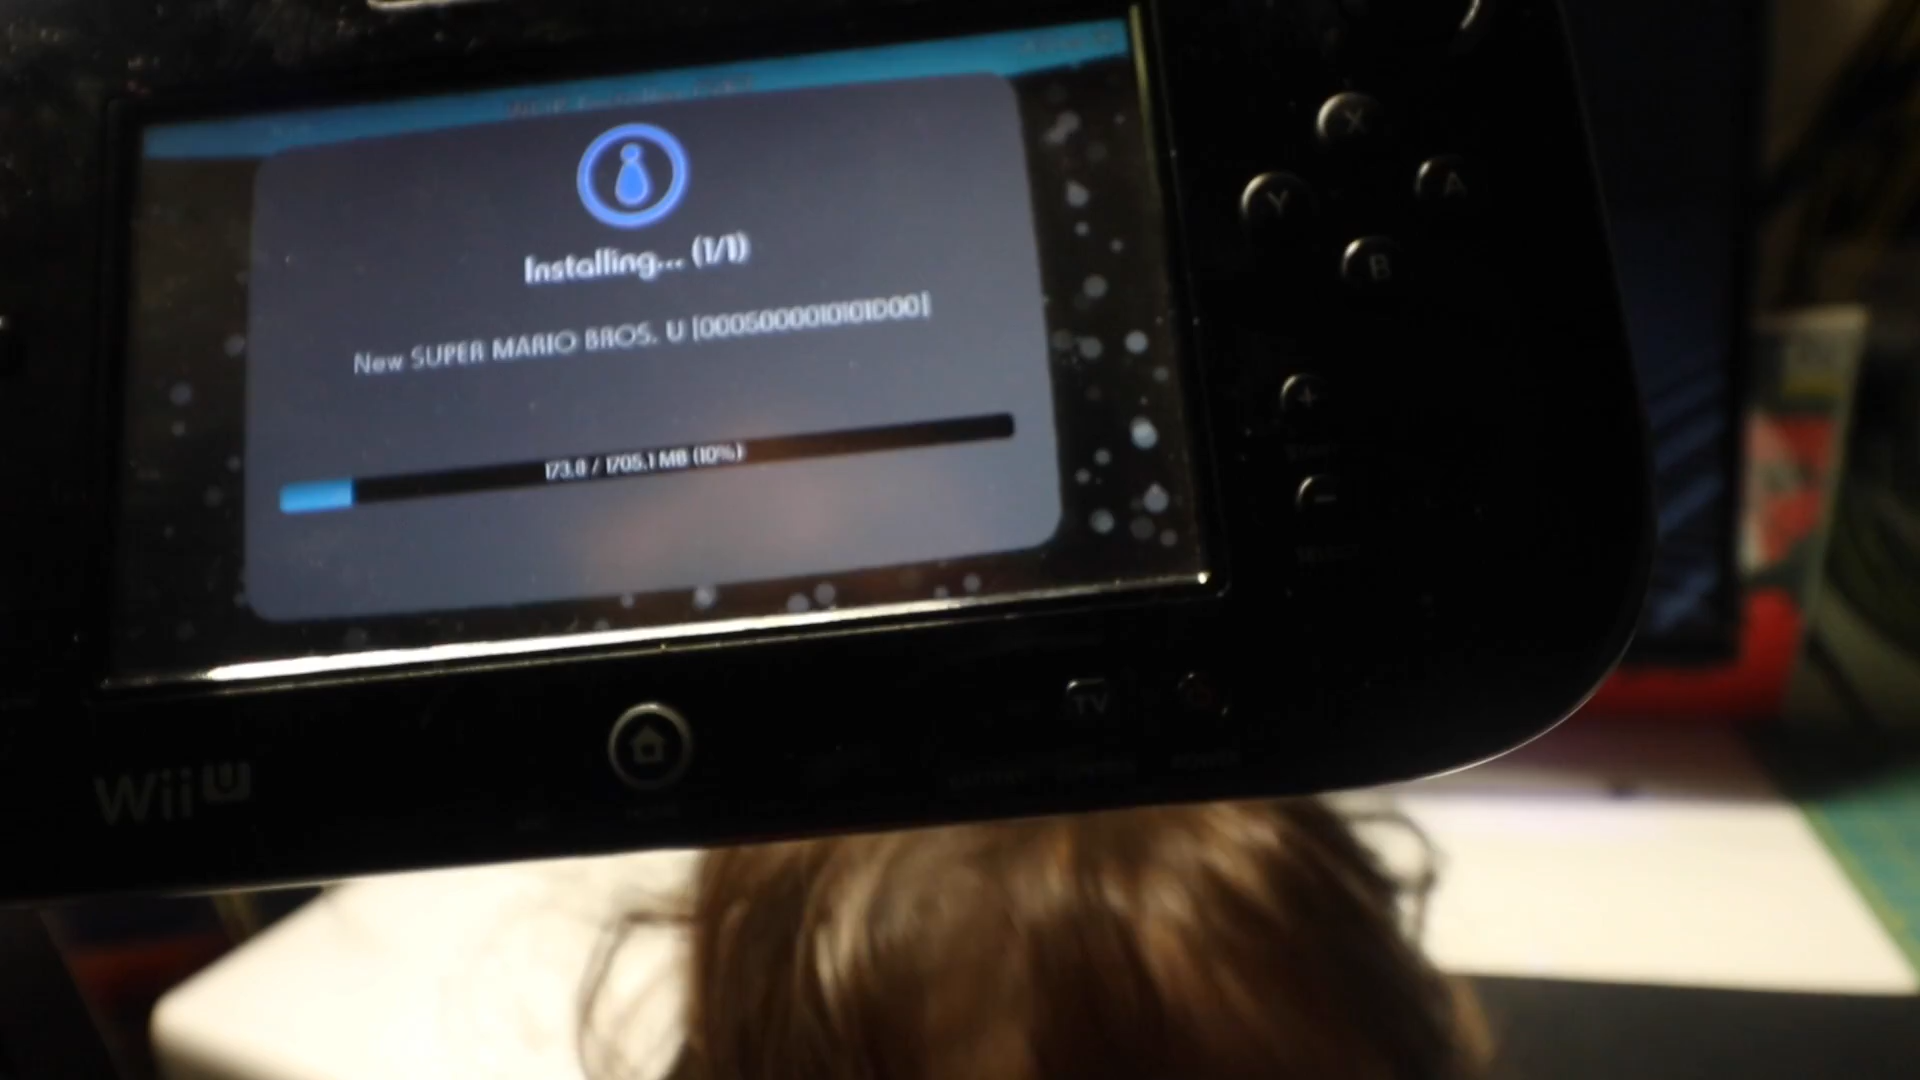 Installing... (1/1)
New SUPER MARIO BROS. U [0005000010101D00]
173.8 / 1705.1 MB (10%)
X
Y
A
B
+
-
TV
Wii U